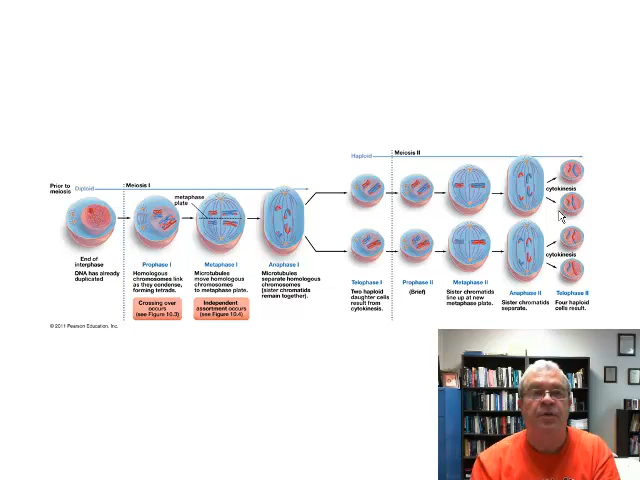 Prior to
meiosis
Diploid
Meiosis I
metaphase
plate
End of
interphase
DNA has already
duplicated
Prophase I
Homologous
chromosomes link
as they condense,
forming tetrads.
Crossing over
occurs
(see Figure 10.3)
Metaphase I
Microtubules
move homologous
chromosomes
to metaphase plate.
Independent
assortment occurs
(see Figure 10.4)
Anaphase I
Microtubules
separate homologous
chromosomes
(sister chromatids
remain together).
Haploid
Meiosis II
Telophase I
Two haploid
daughter cells
result from
cytokinesis.
Prophase II
(Brief)
Metaphase II
Sister chromatids
line up at new
metaphase plate.
Anaphase II
Sister chromatids
separate.
cytokinesis
cytokinesis
Telophase II
Four haploid
cells result.
© 2011 Pearson Education, Inc.